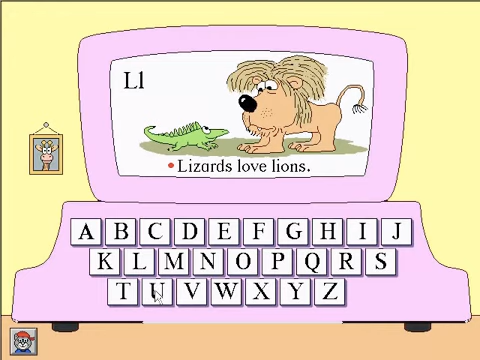 Ll
Lizards love lions.
A B C D E F G H I J
K L M N O P Q R S
T U V W X Y Z